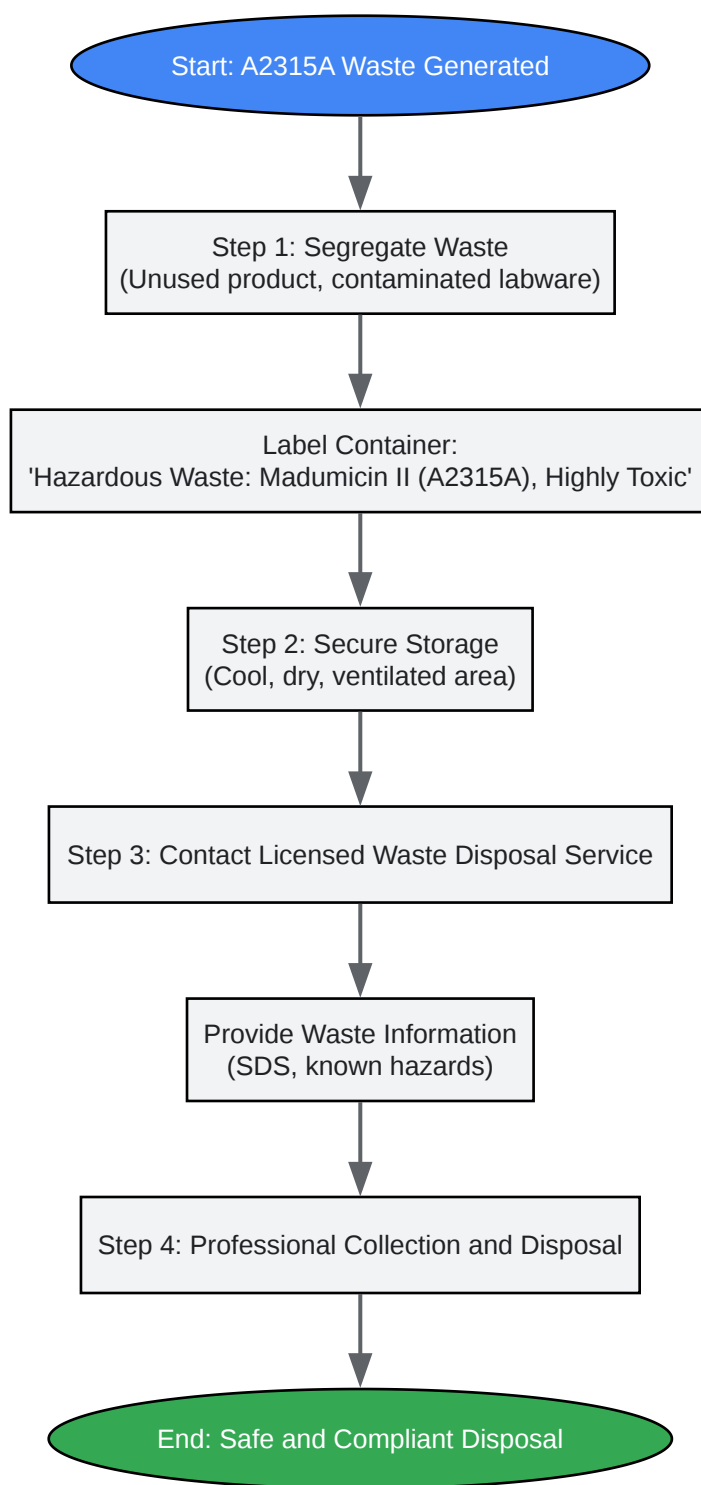 Start: A2315A Waste Generated
Step 1: Segregate Waste
(Unused product, contaminated labware)
Label Container:
'Hazardous Waste: Madumicin II (A2315A), Highly Toxic'
Step 2: Secure Storage
(Cool, dry, ventilated area)
Step 3: Contact Licensed Waste Disposal Service
Provide Waste Information
(SDS, known hazards)
Step 4: Professional Collection and Disposal
End: Safe and Compliant Disposal